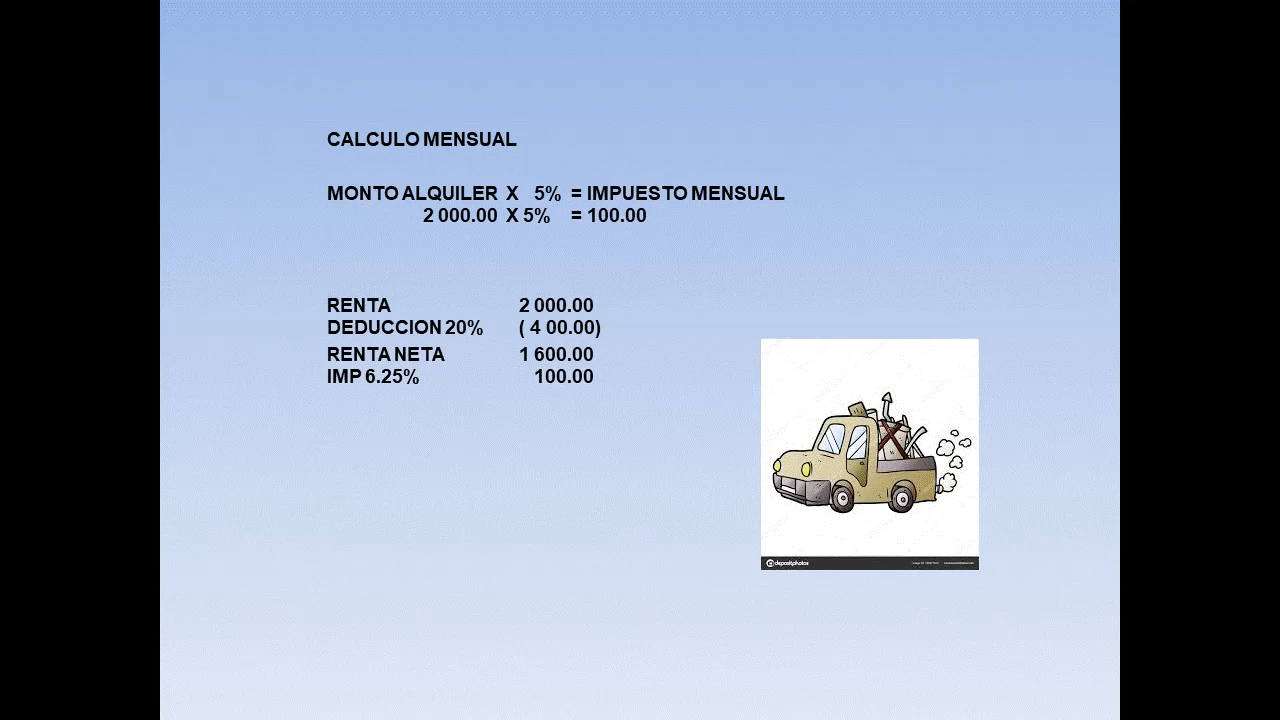 CALCULO MENSUAL
MONTO ALQUILER X 5% = IMPUESTO MENSUAL
2 000.00 X 5% = 100.00
RENTA 2 000.00
DEDUCCION 20% ( 4 00.00)
RENTA NETA 1 600.00
IMP 6.25% 100.00
depositphotos